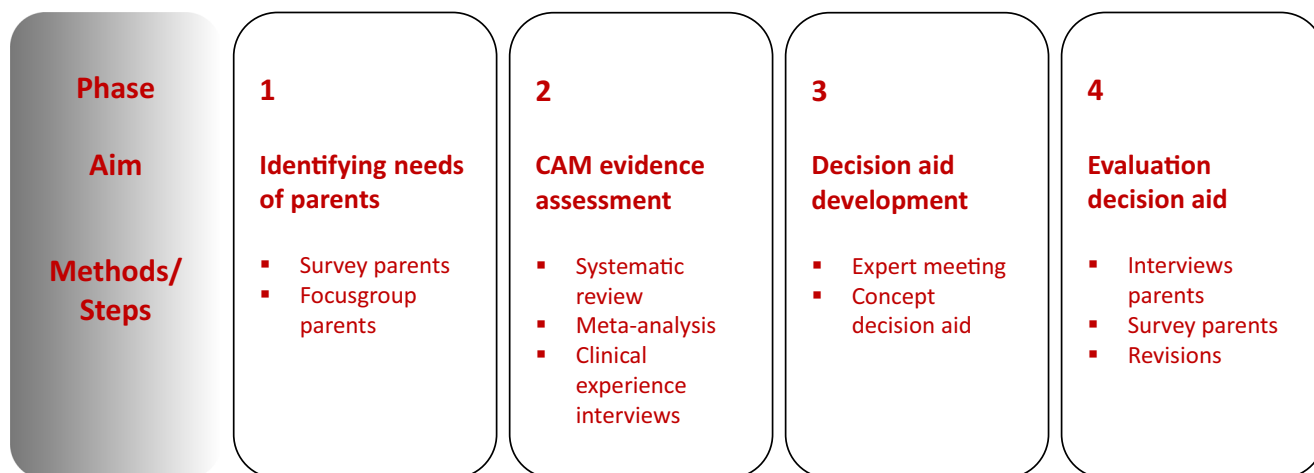 Phase
Aim
Methods/
Steps
1
Identifying needs
of parents
▪ Survey parents
▪ Focusgroup
parents
2
CAM evidence
assessment
▪ Systematic
review
▪ Meta-analysis
▪ Clinical
experience
interviews
3
Decision aid
development
▪ Expert meeting
▪ Concept
decision aid
4
Evaluation
decision aid
▪ Interviews
parents
▪ Survey parents
▪ Revisions